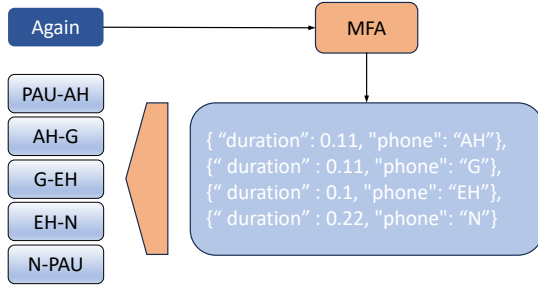 Again
MFA
PAU-AH
AH-G
G-EH
EH-N
N-PAU
{ “duration”: 0.11, "phone": “AH”},
{“ duration” : 0.11, "phone": “G”},
{“ duration” : 0.1, "phone": “EH”},
{“ duration” : 0.22, "phone": “N”}